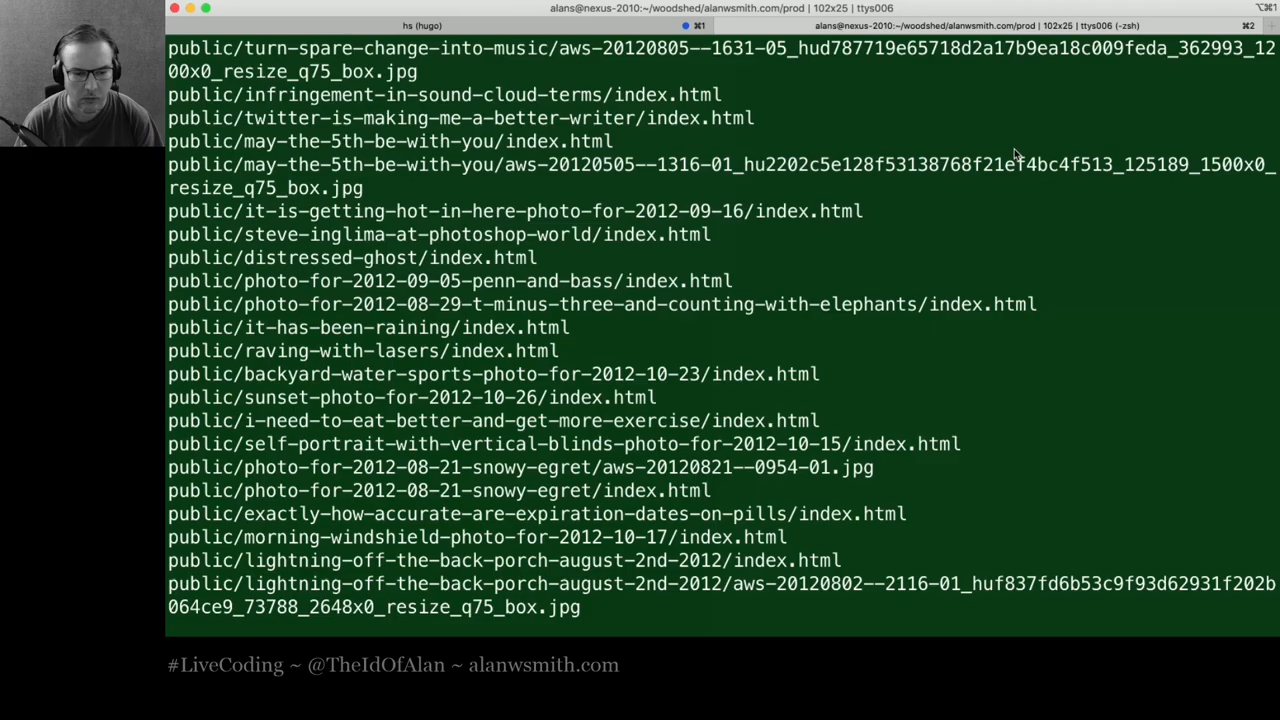 alans@nexus-2010:~/woodshed/alanwsmith.com/prod | 102x25 | ttys006
⌥⌘1
hs (hugo)
⌘1
alans@nexus-2010:~/woodshed/alanwsmith.com/prod | 102x25 | ttys006 (-zsh)
⌘2
public/turn-spare-change-into-music/aws-20120805--1631-05_hud787719e65718d2a17b9ea18c009feda_362993_12
00x0_resize_q75_box.jpg
public/infringement-in-sound-cloud-terms/index.html
public/twitter-is-making-me-a-better-writer/index.html
public/may-the-5th-be-with-you/index.html
public/may-the-5th-be-with-you/aws-20120505--1316-01_hu2202c5e128f53138768f21ef4bc4f513_125189_1500x0_
resize_q75_box.jpg
public/it-is-getting-hot-in-here-photo-for-2012-09-16/index.html
public/steve-inglima-at-photoshop-world/index.html
public/distressed-ghost/index.html
public/photo-for-2012-09-05-penn-and-bass/index.html
public/photo-for-2012-08-29-t-minus-three-and-counting-with-elephants/index.html
public/it-has-been-raining/index.html
public/raving-with-lasers/index.html
public/backyard-water-sports-photo-for-2012-10-23/index.html
public/sunset-photo-for-2012-10-26/index.html
public/i-need-to-eat-better-and-get-more-exercise/index.html
public/self-portrait-with-vertical-blinds-photo-for-2012-10-15/index.html
public/photo-for-2012-08-21-snowy-egret/aws-20120821--0954-01.jpg
public/photo-for-2012-08-21-snowy-egret/index.html
public/exactly-how-accurate-are-expiration-dates-on-pills/index.html
public/morning-windshield-photo-for-2012-10-17/index.html
public/lightning-off-the-back-porch-august-2nd-2012/index.html
public/lightning-off-the-back-porch-august-2nd-2012/aws-20120802--2116-01_huf837fd6b53c9f93d62931f202b
064ce9_73788_2648x0_resize_q75_box.jpg
#LiveCoding ~ @TheIdOfAlan ~ alanwsmith.com